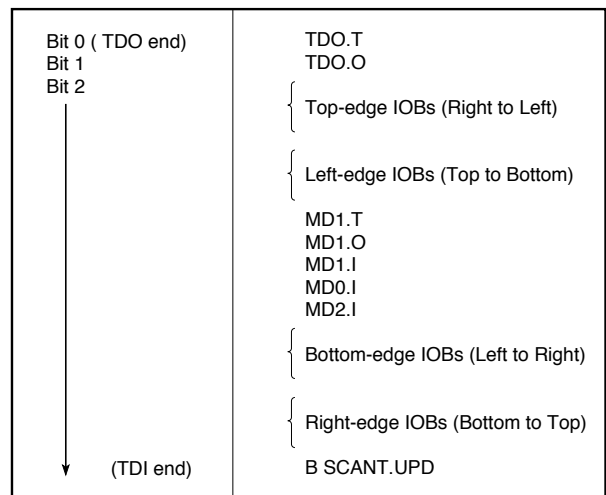 Bit 0 ( TDO end)
Bit 1
Bit 2
(TDI end)
TDO.T
TDO.O
Top-edge IOBs (Right to Left)
Left-edge IOBs (Top to Bottom)
MD1.T
MD1.O
MD1.I
MD0.I
MD2.I
Bottom-edge IOBs (Left to Right)
Right-edge IOBs (Bottom to Top)
B SCANT.UPD